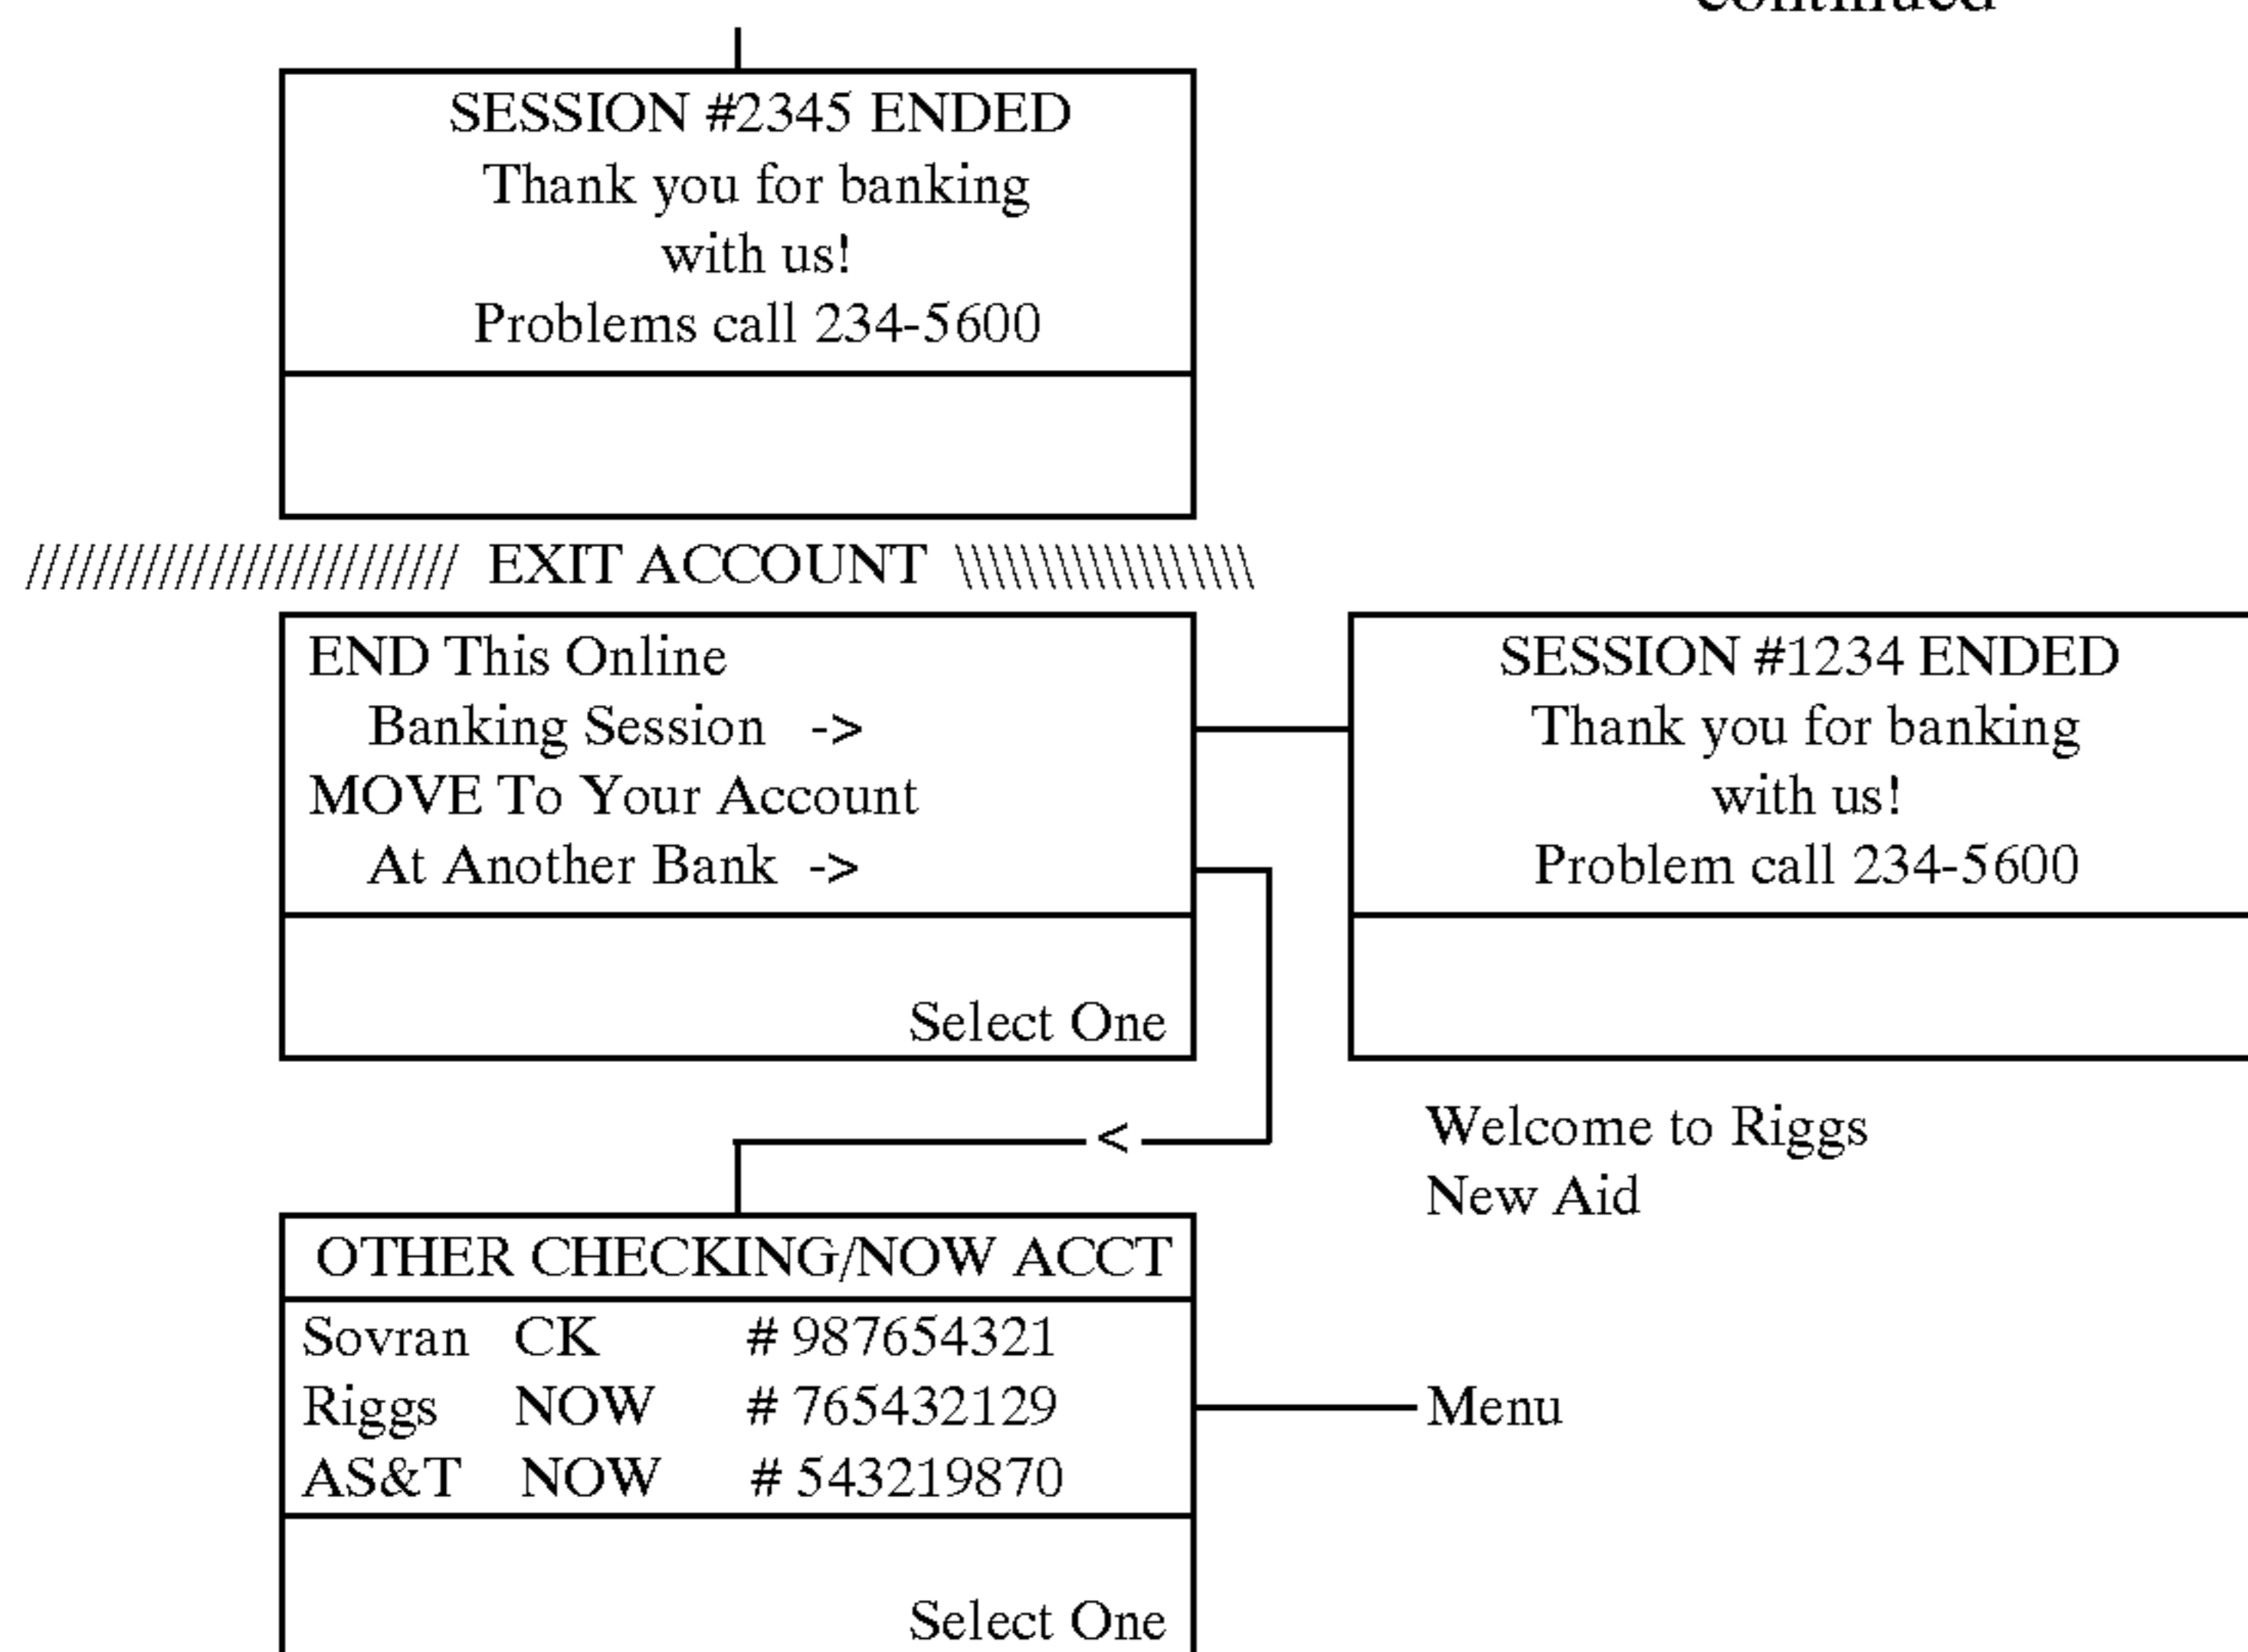 continued
SESSION #2345 ENDED
Thank you for banking
with us!
Problems call 234-5600
//////////////////////////  EXIT ACCOUNT  \\\\\\\\\\\\\\\\\\
END This Online
Banking Session ->
MOVE To Your Account
At Another Bank ->
Select One
SESSION #1234 ENDED
Thank you for banking
with us!
Problem call 234-5600
<
Welcome to Riggs
New Aid
OTHER CHECKING/NOW ACCT
Sovran CK # 987654321
Riggs NOW # 765432129
AS&T NOW # 543219870
Menu
Select One